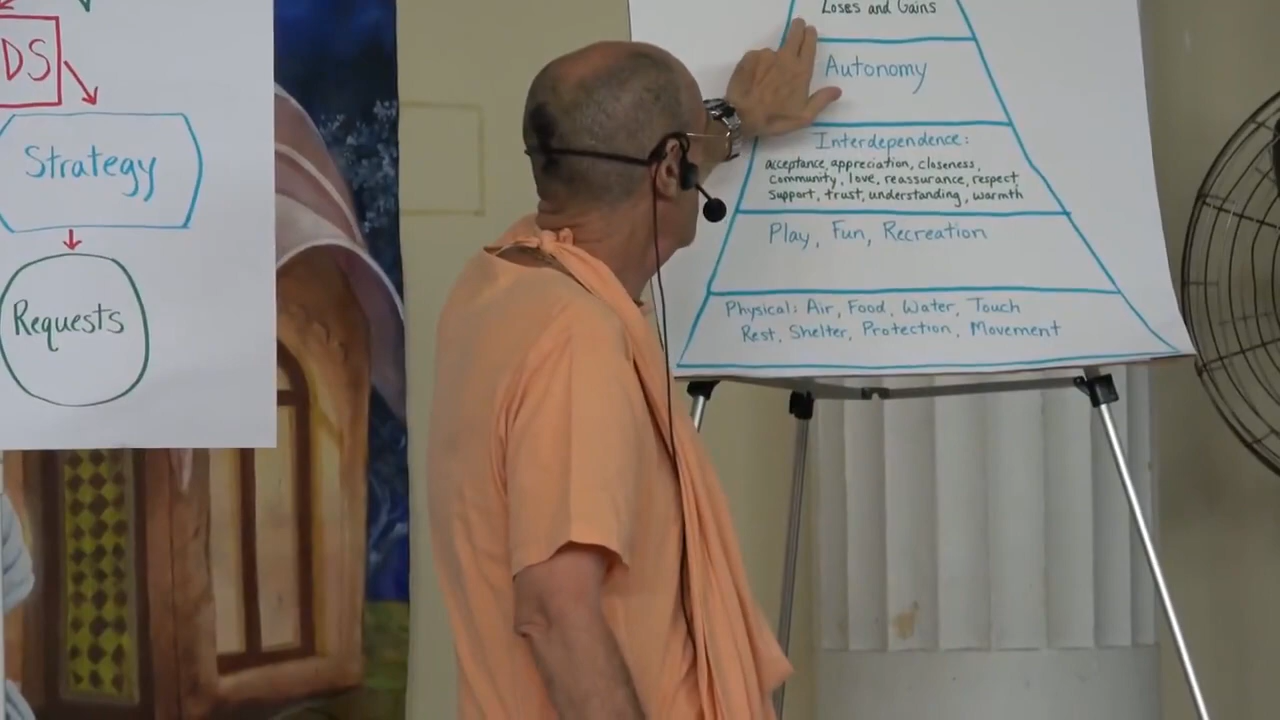 DS
Strategy
Requests
Loses and Gains
Autonomy
Interdependence:
acceptance, appreciation, closeness,
community, love, reassurance, respect,
support, trust, understanding, warmth
Play, Fun, Recreation
Physical: Air, Food, Water, Touch
Rest, Shelter, Protection, Movement